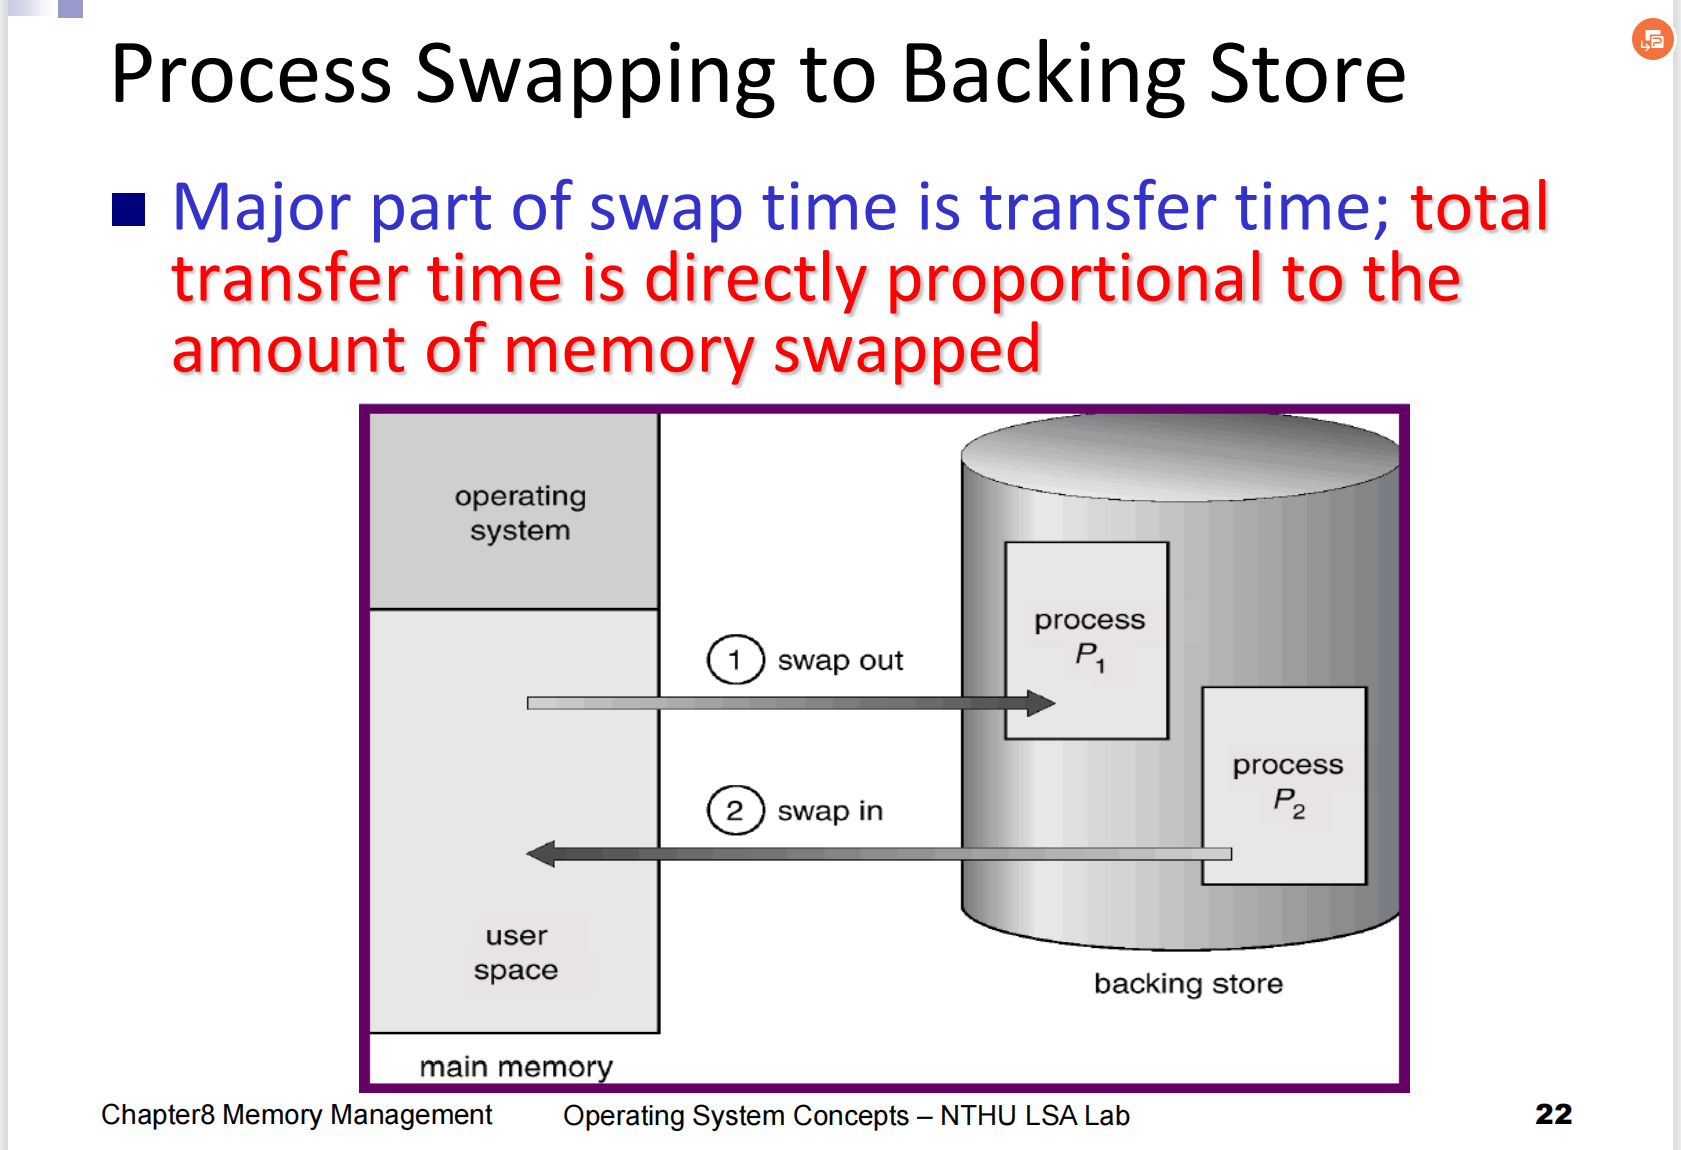 Process Swapping to Backing Store
Major part of swap time is transfer time; total
transfer time is directly proportional to the
amount of memory swapped
operating
system
1 swap out
process
P1
2 swap in
process
P2
user
space
backing store
main memory
Chapter8 Memory Management
Operating System Concepts – NTHU LSA Lab
22